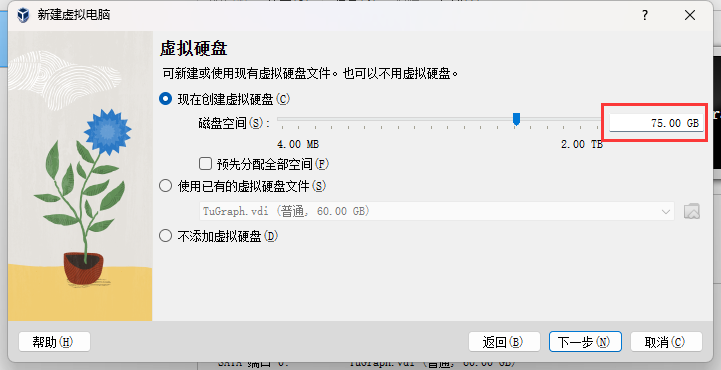 新建虚拟电脑
?
虚拟硬盘
可新建或使用现有虚拟硬盘文件。也可以不用虚拟硬盘。
现在创建虚拟硬盘(C)
磁盘空间(S):
75.00 GB
4.00 MB
2.00 TB
预先分配全部空间(F)
使用已有的虚拟硬盘文件(S)
TuGraph.vdi (普通, 60.00 GB)
不添加虚拟硬盘(D)
帮助(H)
返回(B)
下一步(N)
取消(C)